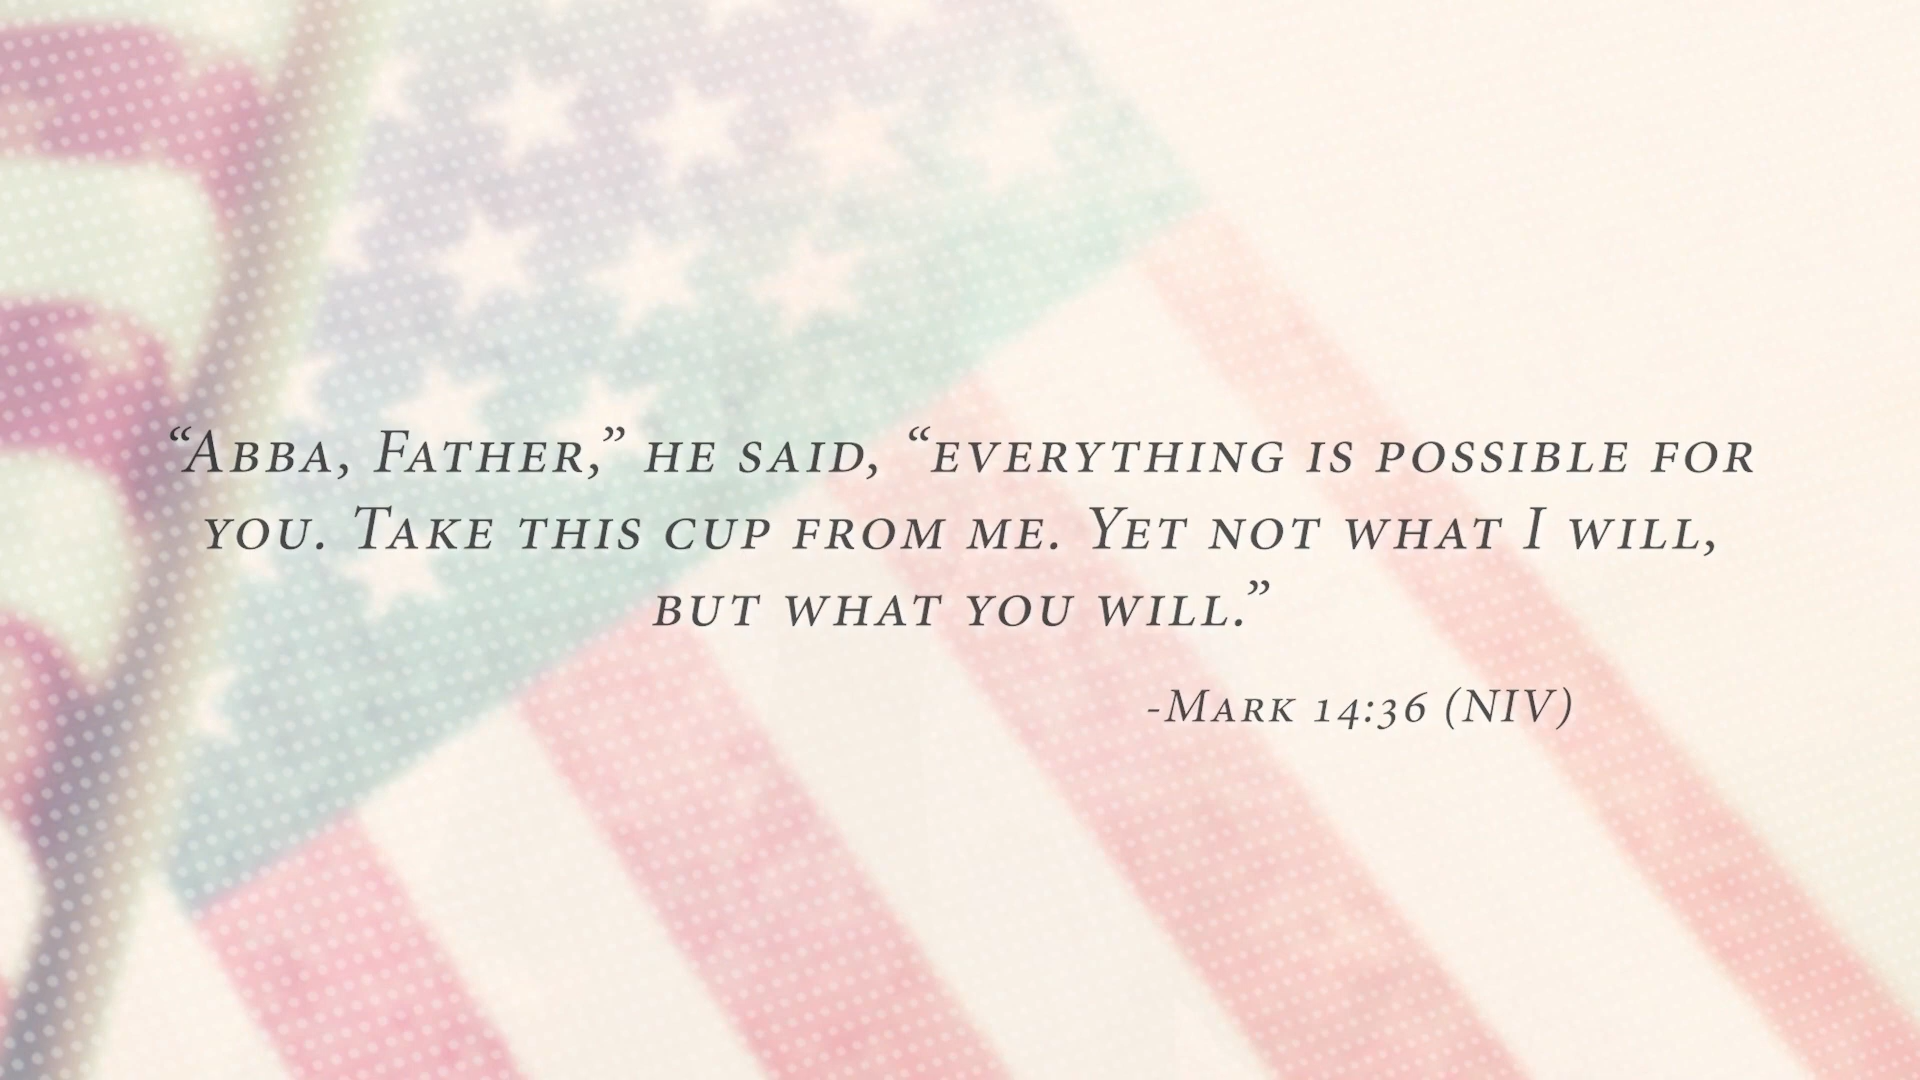 “Abba, Father,” he said, “everything is possible for
you. Take this cup from me. Yet not what I will,
but what you will.”
-Mark 14:36 (NIV)